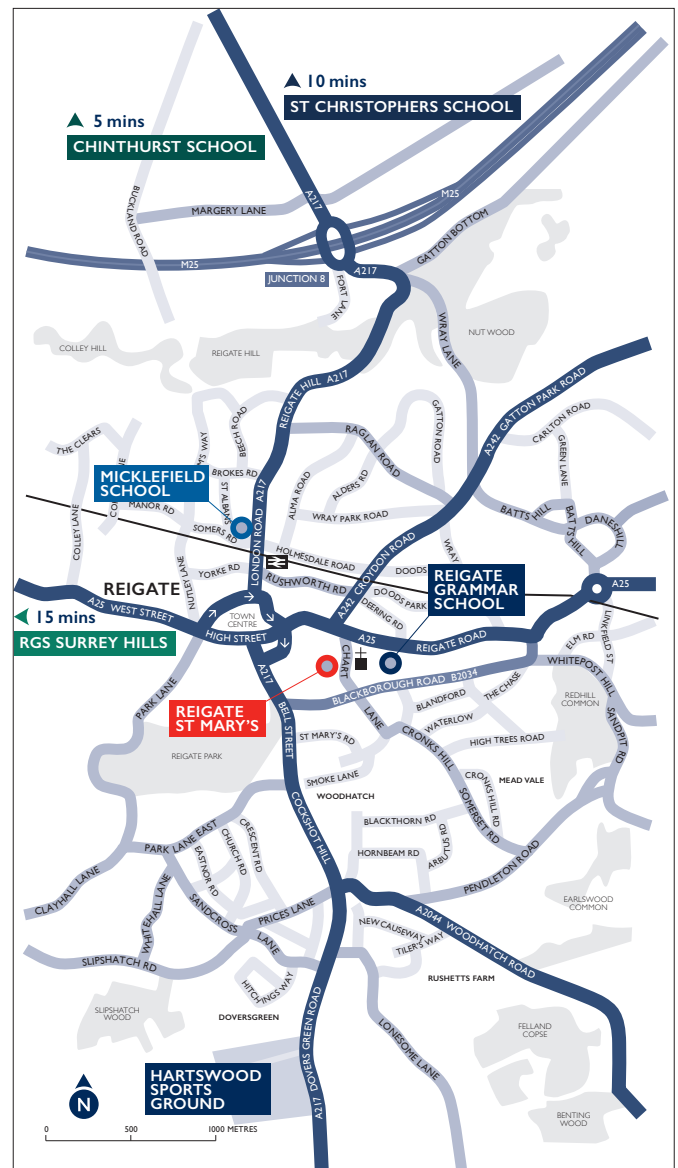 10 mins
ST CHRISTOPHERS SCHOOL
5 mins
CHINTHURST SCHOOL
A217
M25
BUCKLAND ROAD
MARGERY LANE
GATTON BOTTOM
M25
A217
JUNCTION 8
FORT LANE
WRAY LANE
NUT WOOD
COLLEY HILL
REIGATE HILL
REIGATE HILL A217
A242 GATTON PARK ROAD
BEECH ROAD
GATTON ROAD
CARLTON ROAD
RAGLAN ROAD
THE CLEARS
GREEN LANE
BROKES RD
MICKLEFIELD
SCHOOL
ALMA ROAD
ALDERS RD
ST ALBANS
MANOR RD
LONDON ROAD A217
WRAY PARK ROAD
BATTS HILL
BATTS HILL
DANESHILL
SOMERS RD
COLLEY LANE
A242 CROYDON ROAD
WRAY
HOLMESDALE ROAD
YORKE RD
RUSHWORTH RD
DOODS
REIGATE
GRAMMAR
SCHOOL
A25
REIGATE
NUTLEY LANE
DOODS PARK
DEERING RD
A25 WEST STREET
TOWN
CENTRE
LINKFIELD ST
15 mins
RGS SURREY HILLS
HIGH STREET
A25
REIGATE ROAD
ELM RD
CHART
LANE
A217
WHITEPOST HILL
PARK LANE
REIGATE
ST MARY'S
BLACKBOROUGH ROAD B2034
BLANDFORD
THE CHASE
REDHILL
COMMON
BELL STREET
WATERLOW
SANDPIT RD
ST MARY'S RD
CRONKS HILL
HIGH TREES ROAD
REIGATE PARK
SMOKE LANE
CRONKS HILL RD
MEAD VALE
WOODHATCH
SOMERSET RD
COCKSHOT HILL
BLACKTHORN RD
CRESCENT RD
CHURCH RD
EASTNOR RD
PARK LANE EAST
HORNBEAM RD
ARBUTUS RD
PENDLETON ROAD
CLAYHALL LANE
WHITEHALL LANE
SANDCROSS
LANE
PRICES LANE
EARLSWOOD
COMMON
A2044 WOODHATCH ROAD
NEW CAUSEWAY
TILER'S WAY
SLIPSHATCH RD
RUSHETTS FARM
HITCHINGS WAY
SLIPSHATCH
WOOD
DOVERSGREEN
LONESOME LANE
FELLAND
COPSE
A217 DOVERS GREEN ROAD
HARTSWOOD
SPORTS
GROUND
N
BENTING
WOOD
0 500 1000 METRES